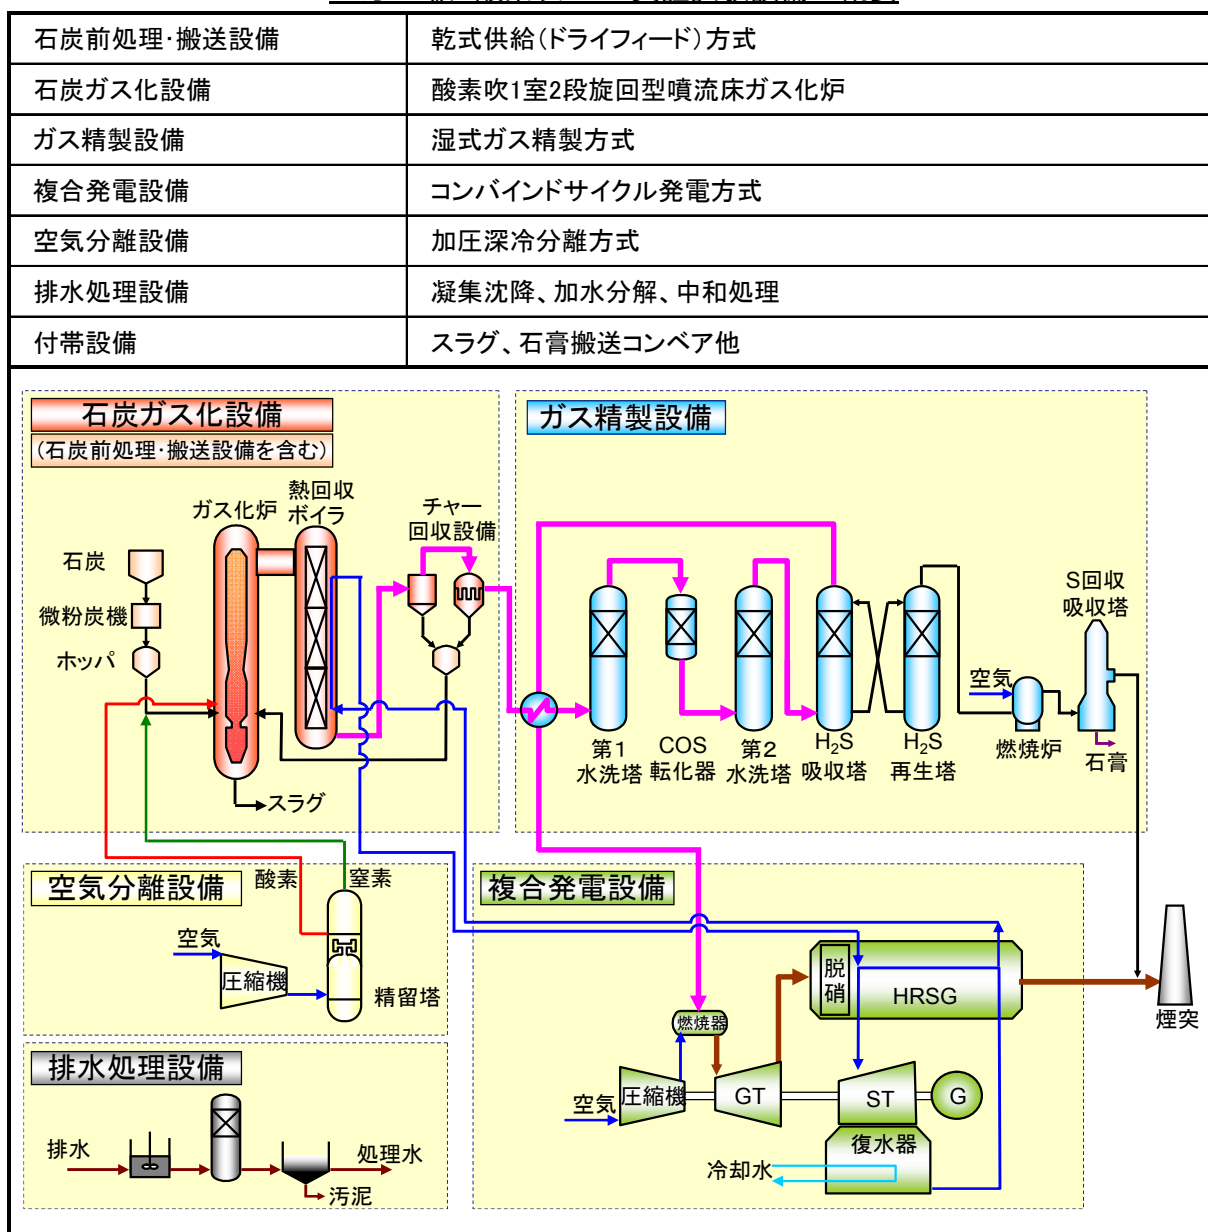 石炭前処理・搬送設備 乾式供給(ドライフィード)方式
石炭ガス化設備 酸素吹1室2段旋回型噴流床ガス化炉
ガス精製設備 湿式ガス精製方式
複合発電設備 コンバインドサイクル発電方式
空気分離設備 加圧深冷分離方式
排水処理設備 凝集沈降、加水分解、中和処理
付帯設備 スラグ、石膏搬送コンベア他
石炭ガス化設備
(石炭前処理・搬送設備を含む)
ガス化炉
熱回収
ボイラ
チャー
回収設備
石炭
微粉炭機
ホッパ
スラグ
ガス精製設備
第1
水洗塔
COS
転化器
第2
水洗塔
H2S
吸収塔
H2S
再生塔
空気
燃焼炉
S回収
吸収塔
石膏
空気分離設備
酸素
窒素
空気
圧縮機
精留塔
複合発電設備
脱
硝
HRSG
煙突
燃焼器
空気
圧縮機
GT
ST
G
復水器
冷却水
排水処理設備
排水
処理水
汚泥